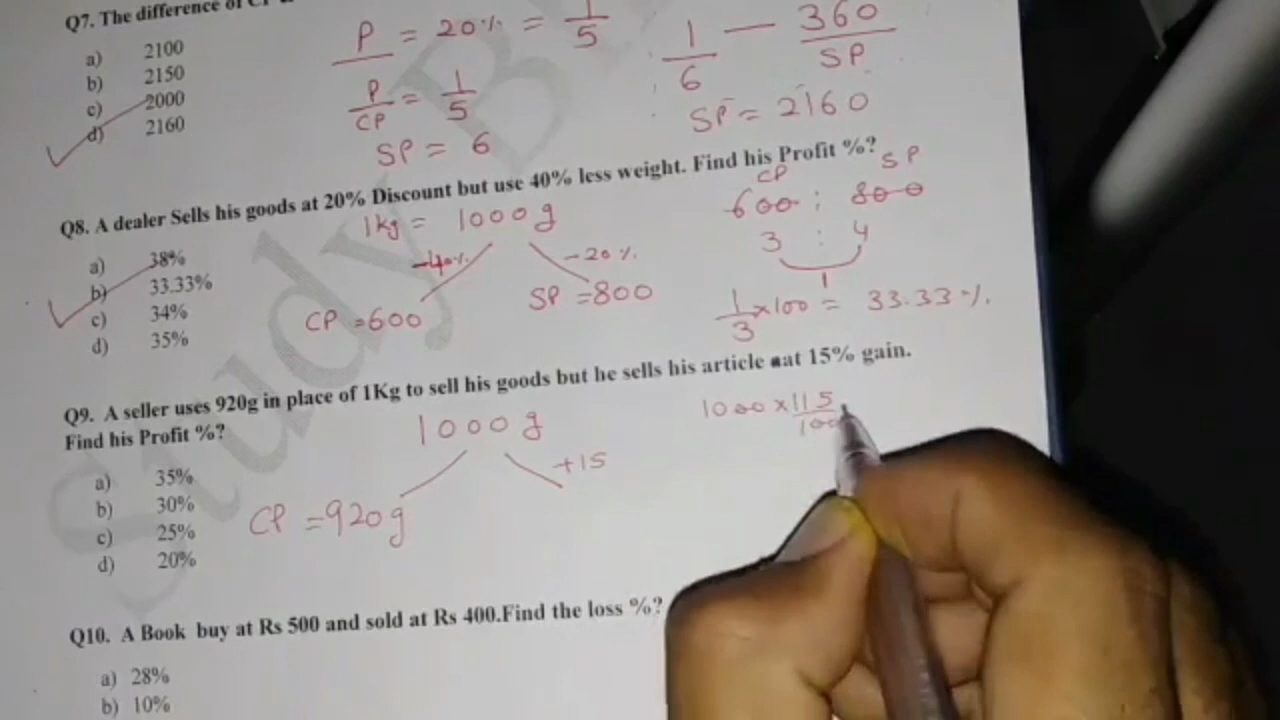 Q7. The difference of CP
a) 2100
b) 2150
c) 2000
d) 2160
P = 20% = 1/5
P/CP = 1/5
SP = 6
1/6 — 360/SP
SP = 2160
Q8. A dealer Sells his goods at 20% Discount but use 40% less weight. Find his Profit %?
a) 38%
b) 33.33%
c) 34%
d) 35%
1kg = 1000g
-40%
-20%
CP = 600
SP = 800
CP SP
600 : 800
3 : 4
1
1/3 x 100 = 33.33%.
Q9. A seller uses 920g in place of 1Kg to sell his goods but he sells his article at 15% gain.
Find his Profit %?
a) 35%
b) 30%
c) 25%
d) 20%
1000g
+15
CP = 920g
1000 x 115/100
Q10. A Book buy at Rs 500 and sold at Rs 400.Find the loss %?
a) 28%
b) 10%
Study